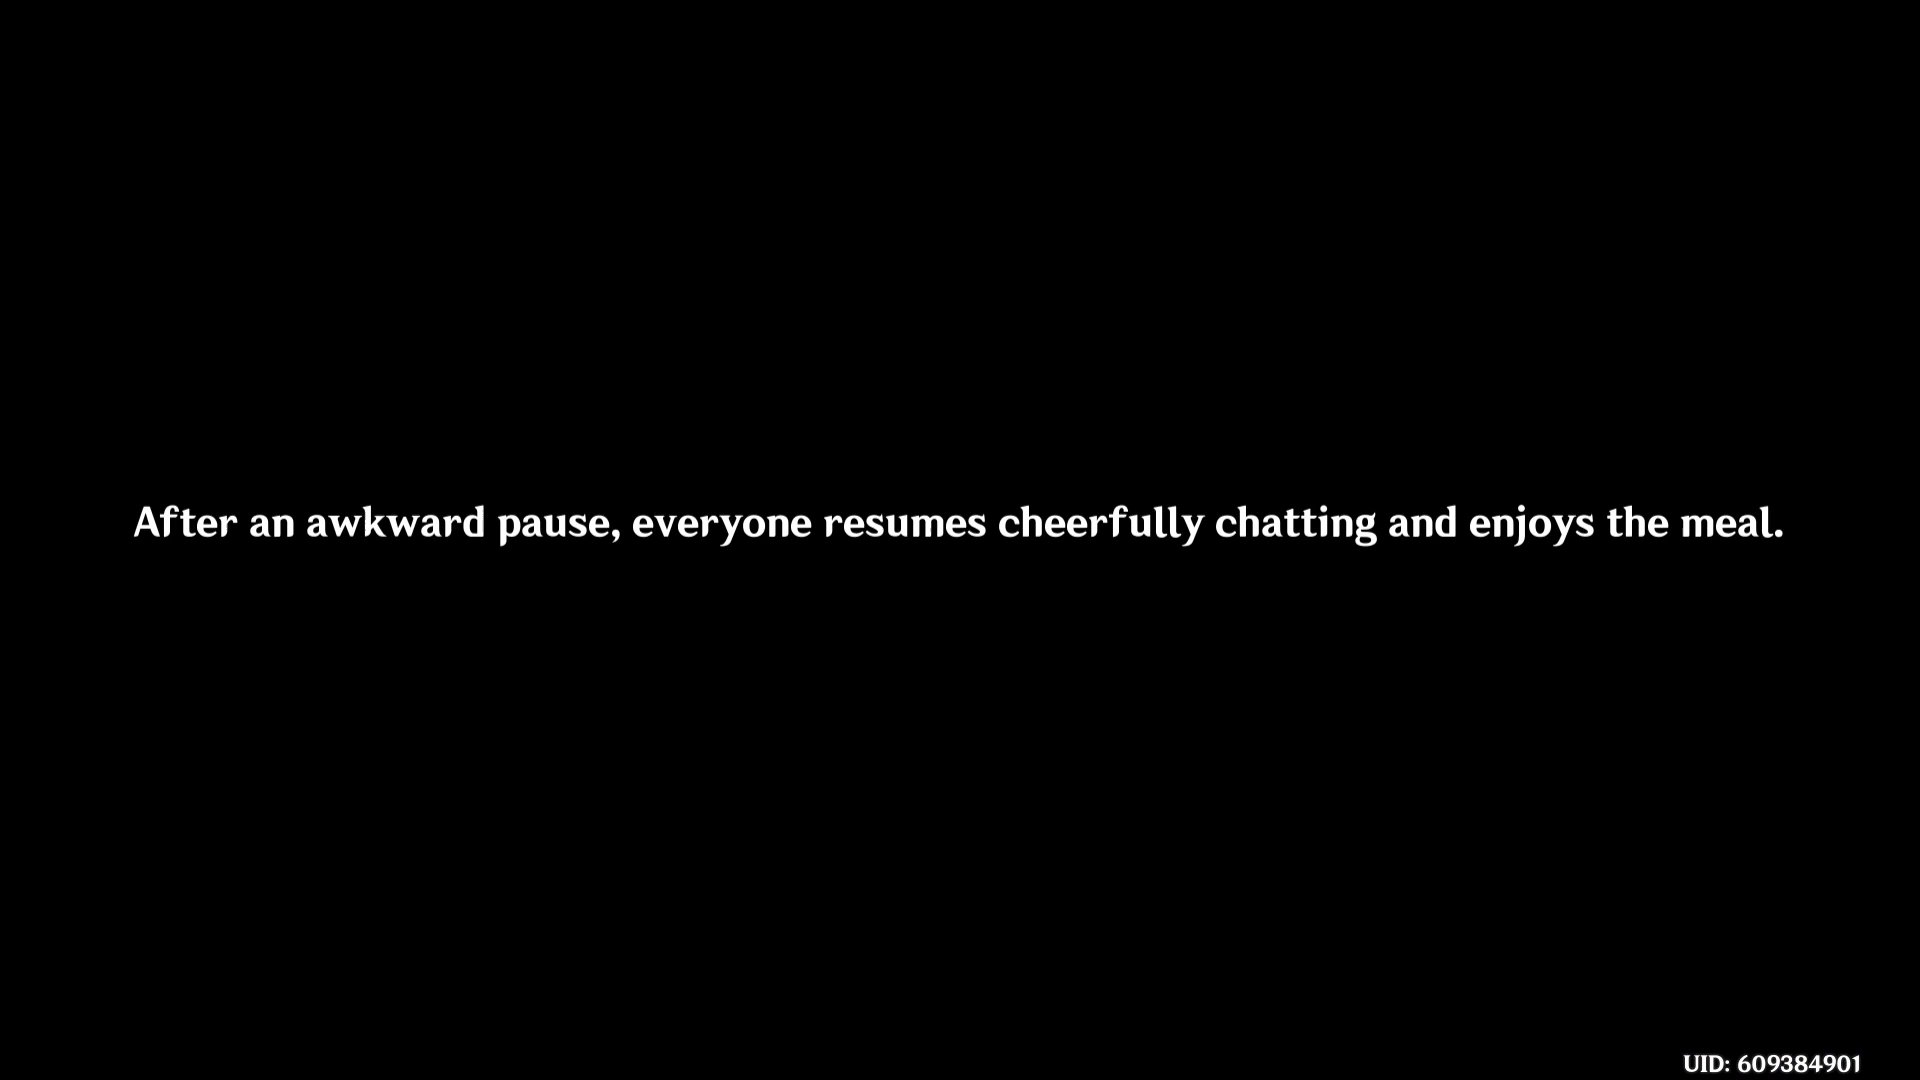 After an awkward pause, everyone resumes cheerfully chatting and enjoys the meal.
UID: 609384901